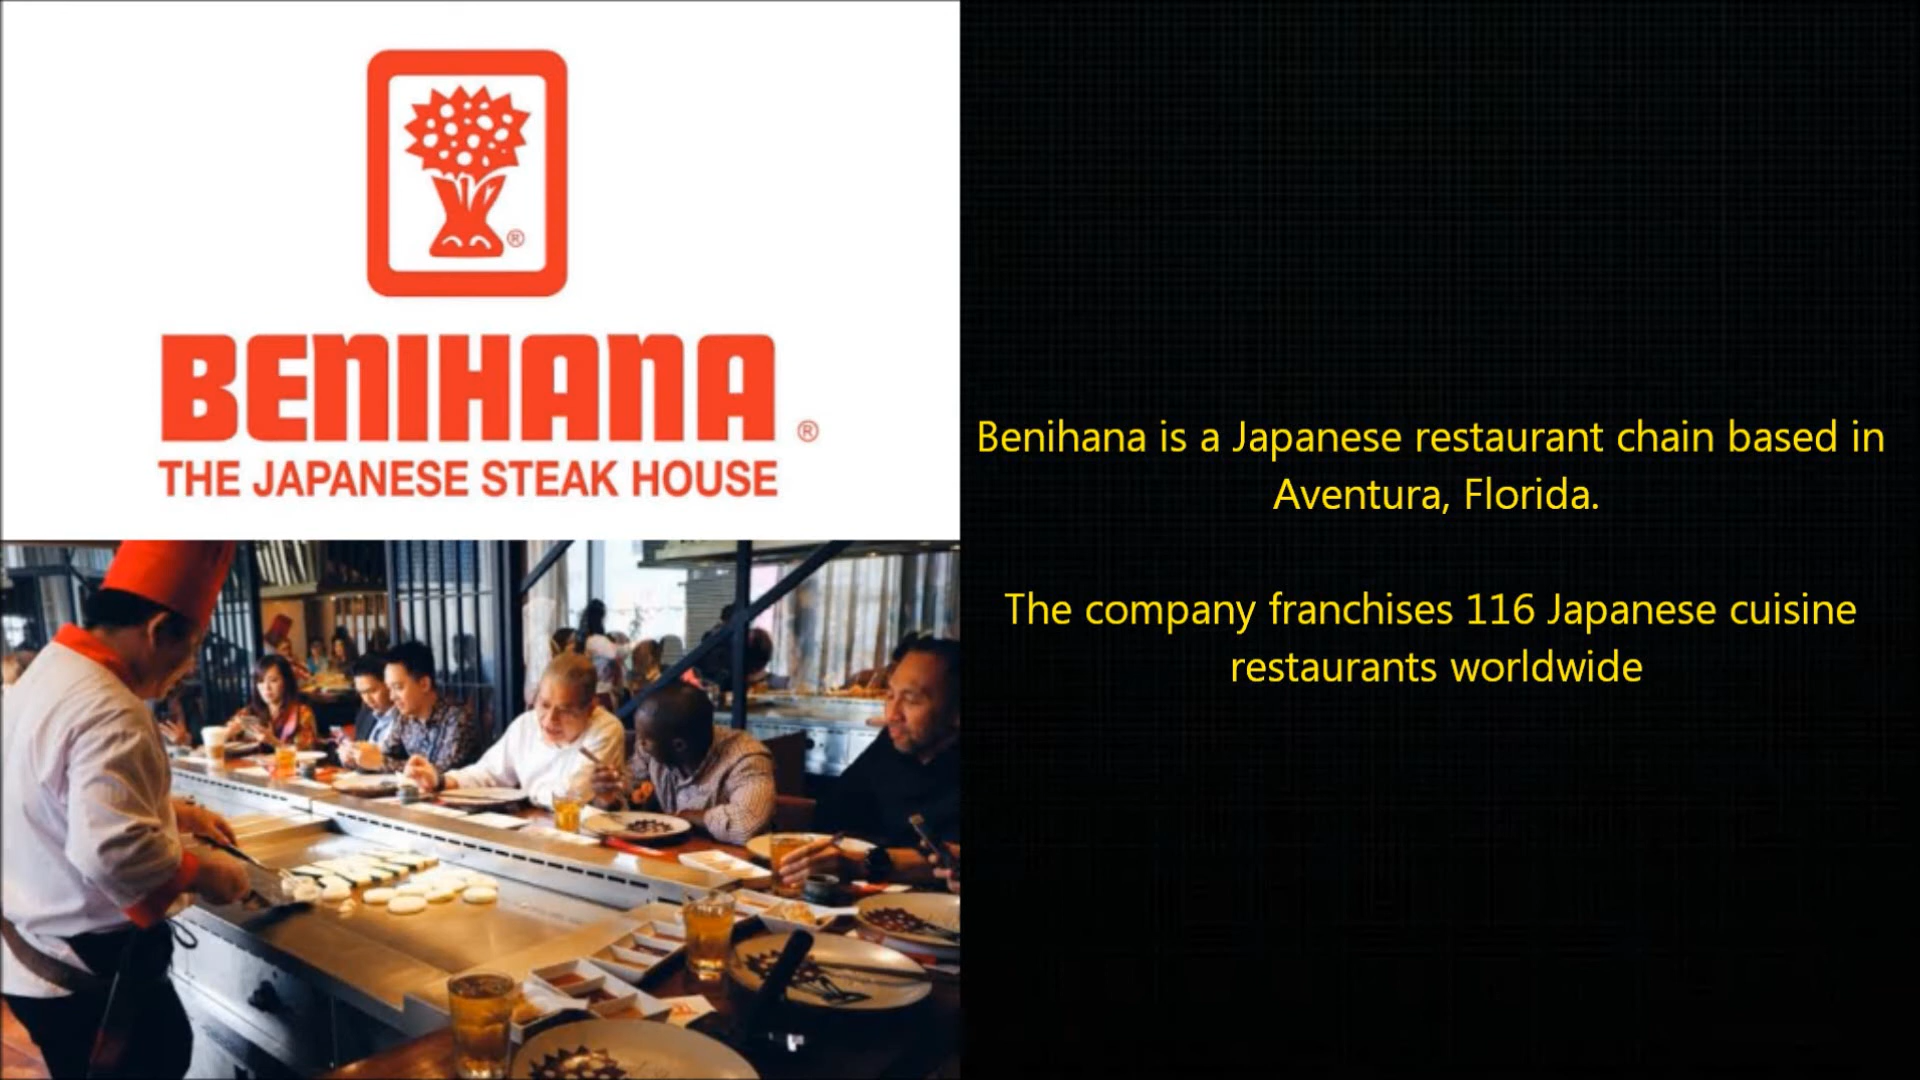 ®
BENIHANA ®
THE JAPANESE STEAK HOUSE
Benihana is a Japanese restaurant chain based in
Aventura, Florida.
The company franchises 116 Japanese cuisine
restaurants worldwide